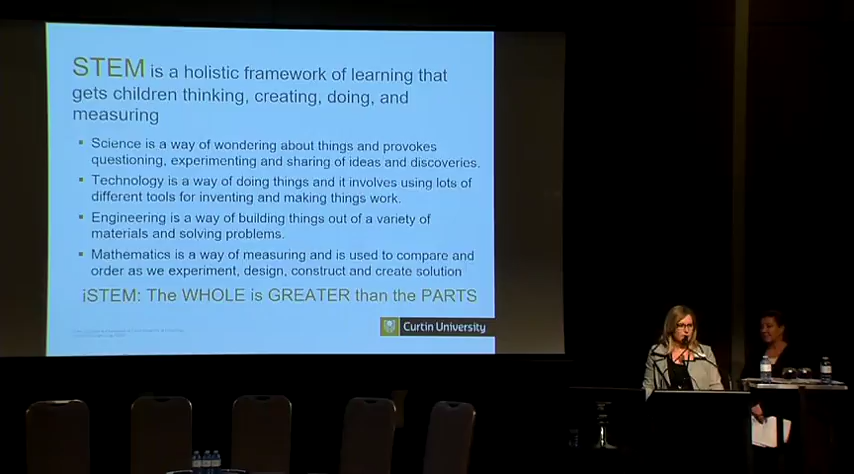 STEM is a holistic framework of learning that
gets children thinking, creating, doing, and
measuring
▪ Science is a way of wondering about things and provokes
questioning, experimenting and sharing of ideas and discoveries.
▪ Technology is a way of doing things and it involves using lots of
different tools for inventing and making things work.
▪ Engineering is a way of building things out of a variety of
materials and solving problems.
▪ Mathematics is a way of measuring and is used to compare and
order as we experiment, design, construct and create solution
iSTEM: The WHOLE is GREATER than the PARTS
Curtin University